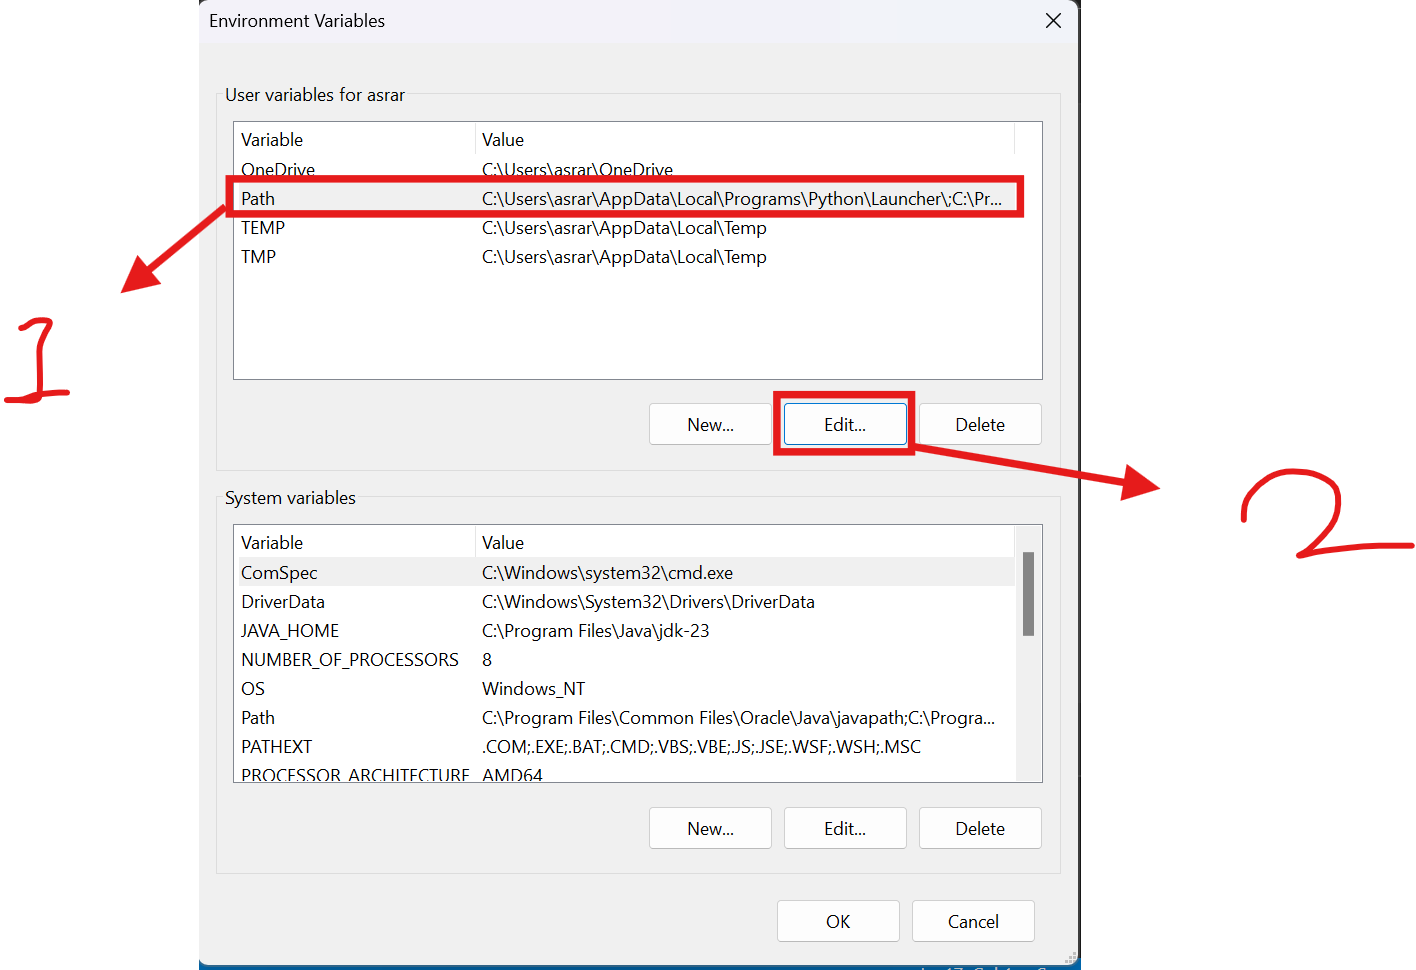 Environment Variables
User variables for asrar
Variable Value
OneDrive C:\Users\asrar\OneDrive
Path C:\Users\asrar\AppData\Local\Programs\Python\Launcher\;C:\Pr...
TEMP C:\Users\asrar\AppData\Local\Temp
TMP C:\Users\asrar\AppData\Local\Temp
1
New... Edit... Delete
2
System variables
Variable Value
ComSpec C:\Windows\system32\cmd.exe
DriverData C:\Windows\System32\Drivers\DriverData
JAVA_HOME C:\Program Files\Java\jdk-23
NUMBER_OF_PROCESSORS 8
OS Windows_NT
Path C:\Program Files\Common Files\Oracle\Java\javapath;C:\Progra...
PATHEXT .COM;.EXE;.BAT;.CMD;.VBS;.VBE;.JS;.JSE;.WSF;.WSH;.MSC
PROCESSOR_ARCHITECTURE AMD64
New... Edit... Delete
OK Cancel